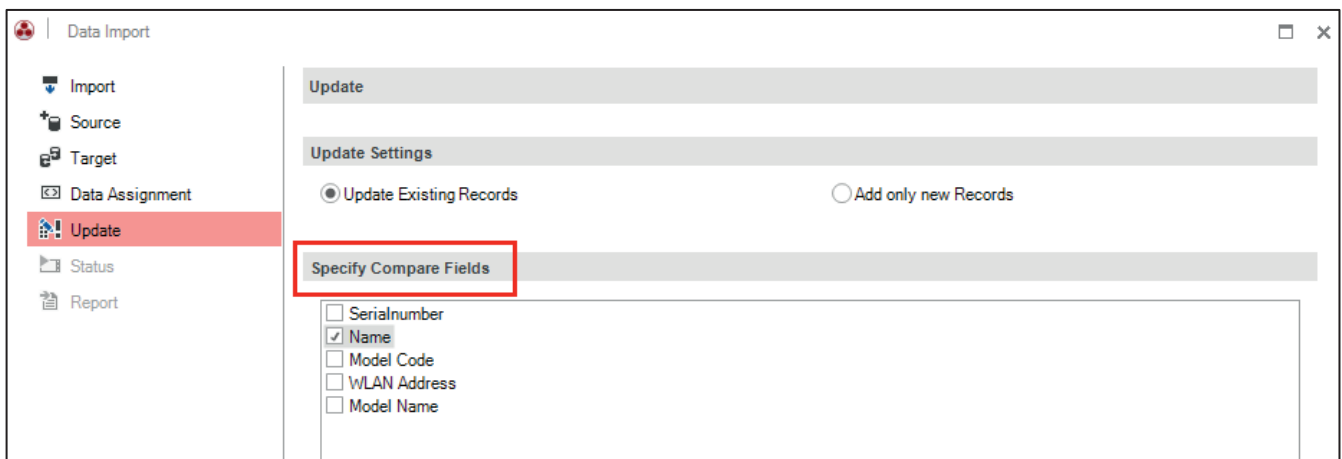 Data Import
Import
Source
Target
Data Assignment
Update
Status
Report
Update
Update Settings
Update Existing Records
Add only new Records
Specify Compare Fields
Serialnumber
Name
Model Code
WLAN Address
Model Name